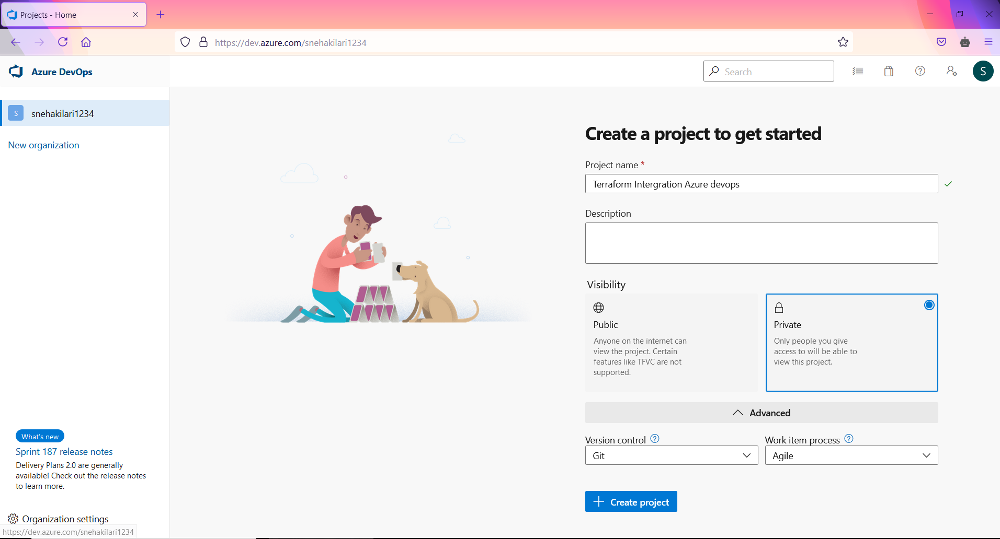 Projects - Home
https://dev.azure.com/snehakilari1234
Azure DevOps
Search
S
S
snehakilari1234
New organization
Create a project to get started
Project name *
Terraform Intergration Azure devops
Description
Visibility
Public
Anyone on the internet can
view the project. Certain
features like TFVC are not
supported.
Private
Only people you give
access to will be able to
view this project.
Advanced
Version control
Git
Work item process
Agile
Create project
What's new
Sprint 187 release notes
Delivery Plans 2.0 are generally
available! Check out the release notes
to learn more.
Organization settings
https://dev.azure.com/snehakilari1234